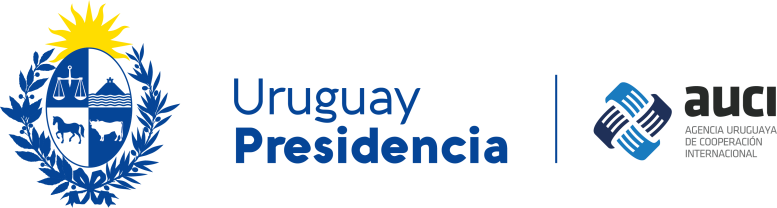 Uruguay
Presidencia
auci
AGENCIA URUGUAYA
DE COOPERACIÓN
INTERNACIONAL